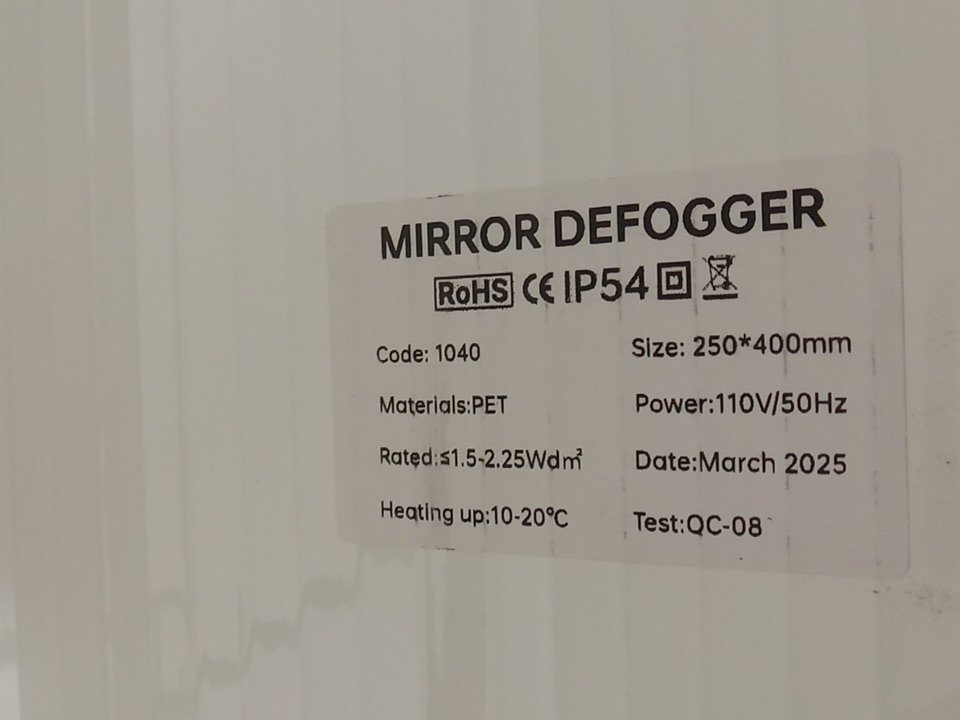 MIRROR DEFOGGER
RoHS CE IP54
Code: 1040
Size: 250*400mm
Materials:PET
Power:110V/50Hz
Rated:≤1.5-2.25Wdm²
Date:March 2025
Heating up:10-20℃
Test:QC-08